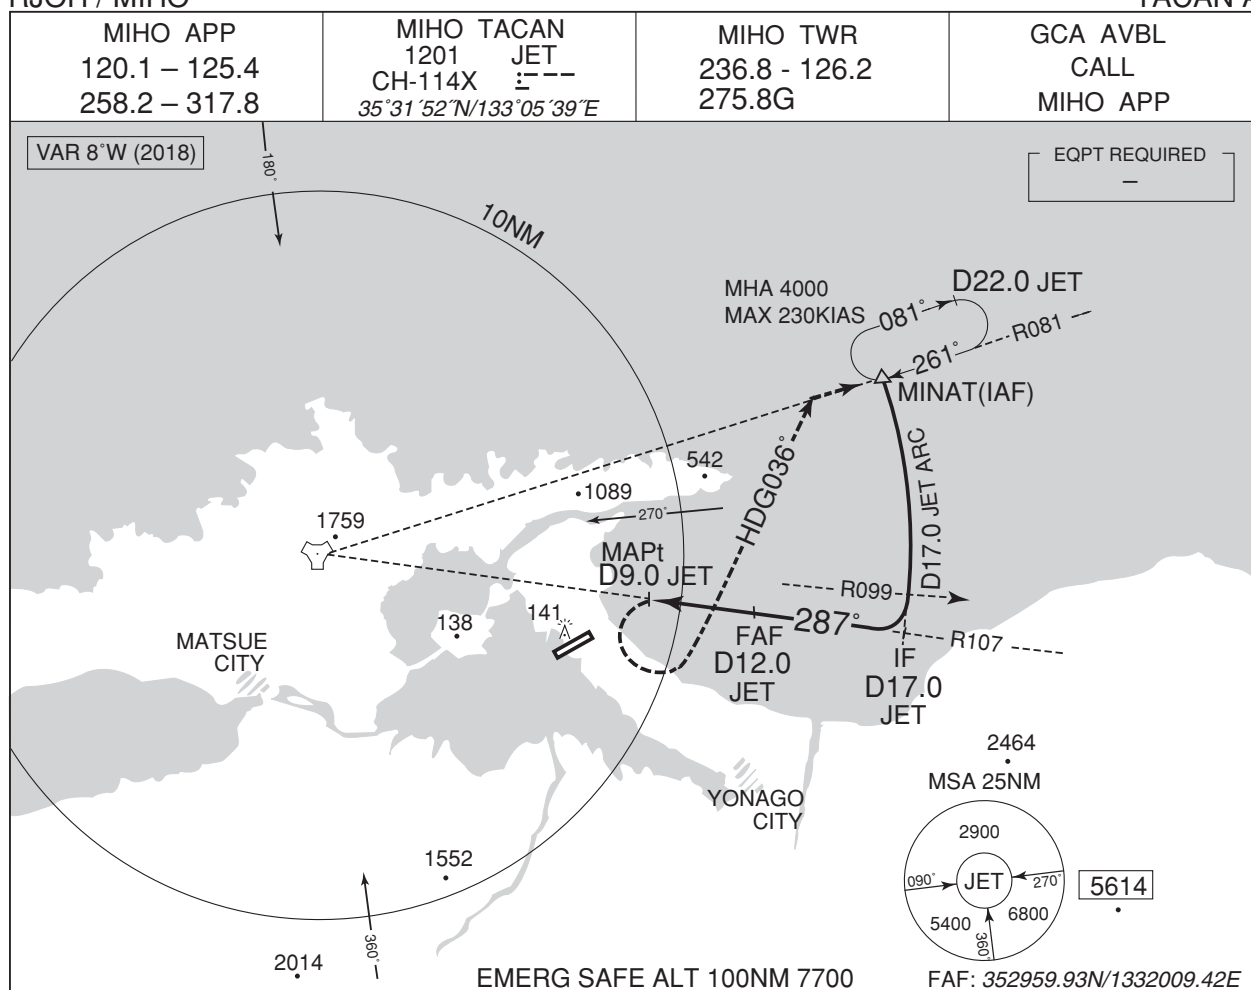 MIHO APP
120.1 – 125.4
258.2 – 317.8
MIHO TACAN
1201 JET
CH-114X
35°31´52˝N/133°05´39˝E
MIHO TWR
236.8 - 126.2
275.8G
GCA AVBL
CALL
MIHO APP
VAR 8°W (2018)
EQPT REQUIRED
–
180°
10NM
MHA 4000
MAX 230KIAS
D22.0 JET
081°
R081
261°
MINAT(IAF)
HDG036°
D17.0 JET ARC
542
1089
270°
1759
MAPt
D9.0 JET
R099
287°
141
138
FAF
D12.0
JET
IF
D17.0
JET
R107
MATSUE
CITY
2464
MSA 25NM
YONAGO
CITY
2900
090°
JET
270°
5614
5400
6800
360°
1552
360°
2014
EMERG SAFE ALT 100NM 7700
FAF: 352959.93N/1332009.42E